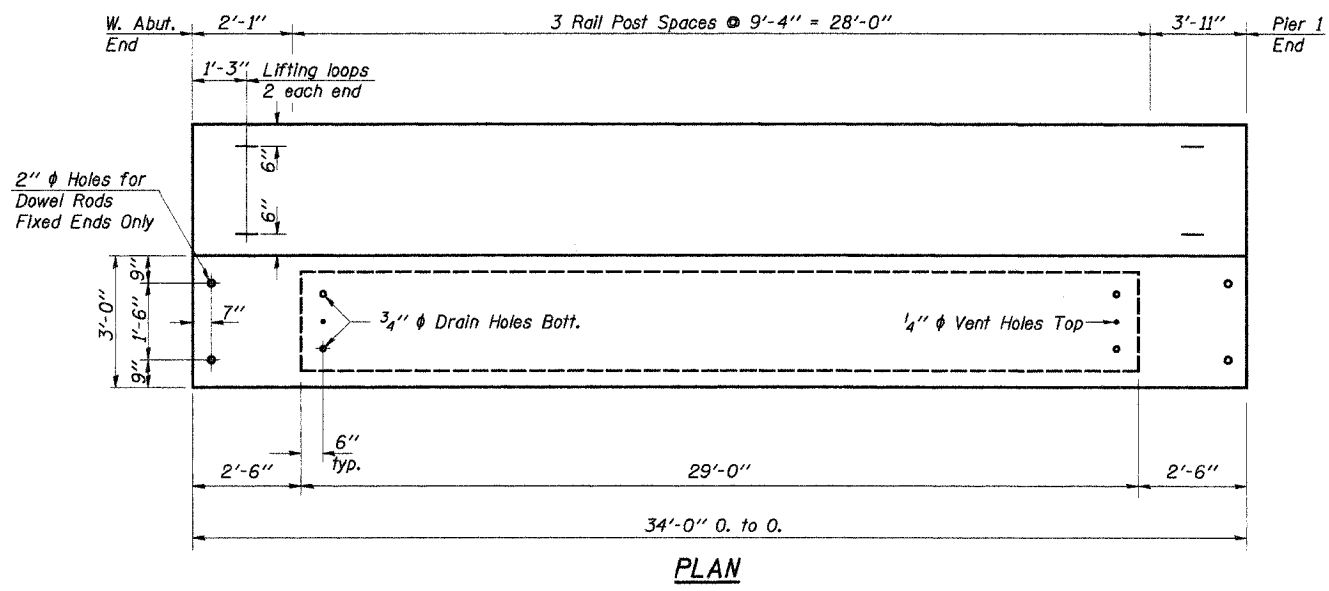 W. Abut.
End
2'-1"
3 Rail Post Spaces @ 9'-4" = 28'-0"
3'-11"
Pier 1
End
1'-3"
Lifting loops
2 each end
6"
6"
2" ϕ Holes for
Dowel Rods
Fixed Ends Only
3'-0"
9"
1'-6"
9"
7"
3/4" ϕ Drain Holes Bott.
1/4" ϕ Vent Holes Top
6"
typ.
2'-6"
29'-0"
2'-6"
34'-0" O. to O.
PLAN